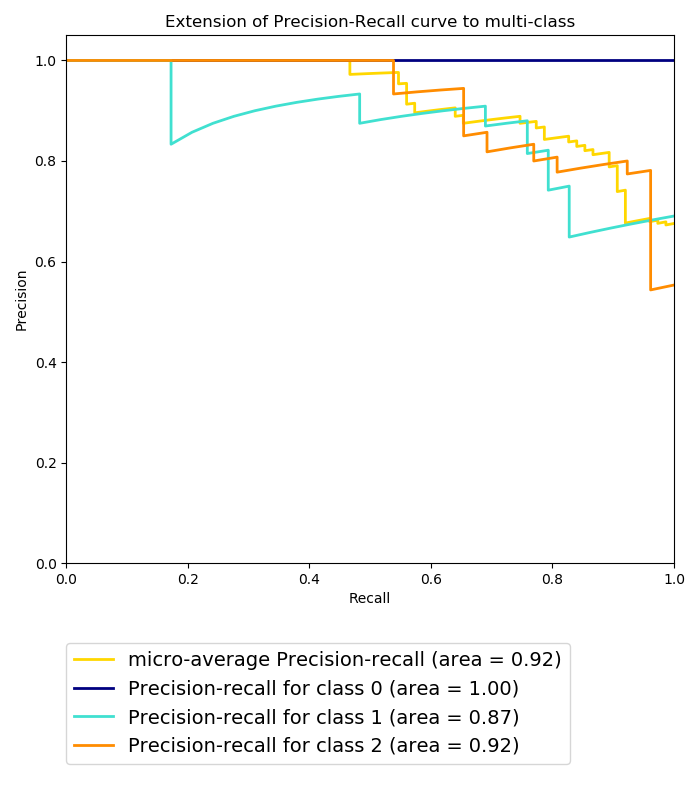 Extension of Precision-Recall curve to multi-class
1.0
0.8
0.6
0.4
0.2
0.0
Precision
0.0 0.2 0.4 0.6 0.8 1.0
Recall
micro-average Precision-recall (area = 0.92)
Precision-recall for class 0 (area = 1.00)
Precision-recall for class 1 (area = 0.87)
Precision-recall for class 2 (area = 0.92)